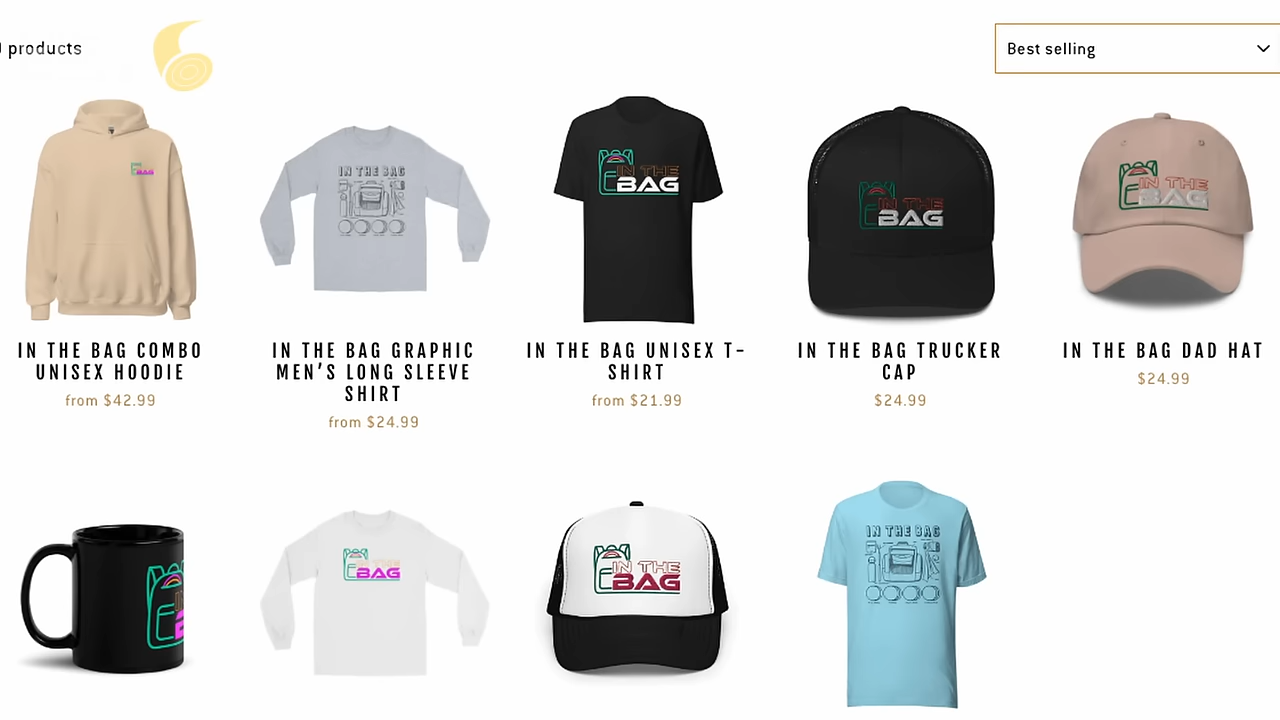 products
Best selling
BAG
IN THE BAG
IN THE
BAG
IN THE
BAG
IN THE
BAG
IN THE BAG COMBO
UNISEX HOODIE
from $42.99
IN THE BAG GRAPHIC
MEN’S LONG SLEEVE
SHIRT
from $24.99
IN THE BAG UNISEX T-
SHIRT
from $21.99
IN THE BAG TRUCKER
CAP
$24.99
IN THE BAG DAD HAT
$24.99
IN THE
BAG
IN THE
BAG
IN THE BAG